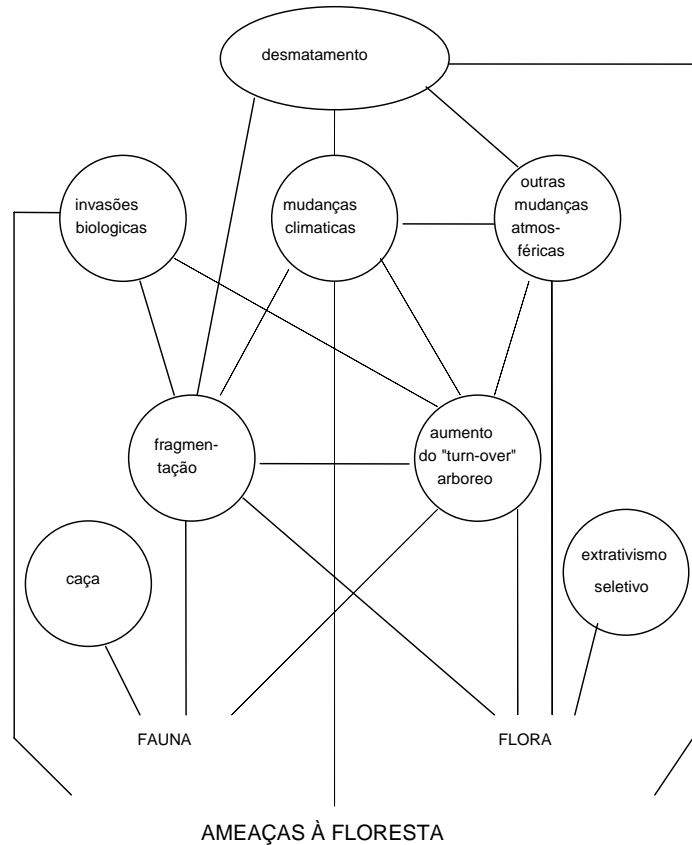 desmatamento
invasões
biologicas
mudanças
climaticas
outras
mudanças
atmos-
féricas
fragmen-
tação
aumento
do "turn-over"
arboreo
caça
extrativismo
seletivo
FAUNA
FLORA
AMEAÇAS À FLORESTA